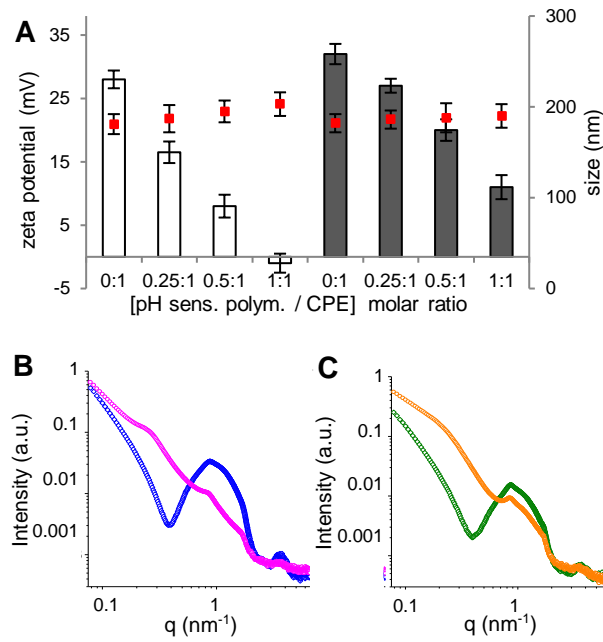 A
zeta potential (mV)
35
25
15
5
-5
300
200
100
0
size (nm)
0:1 0.25:1 0.5:1 1:1 0:1 0.25:1 0.5:1 1:1
[pH sens. polym. / CPE] molar ratio
B
Intensity (a.u.)
1
0.1
0.01
0.001
0.1 1
q (nm⁻¹)
C
Intensity (a.u.)
1
0.1
0.01
0.001
0.1 1
q (nm⁻¹)